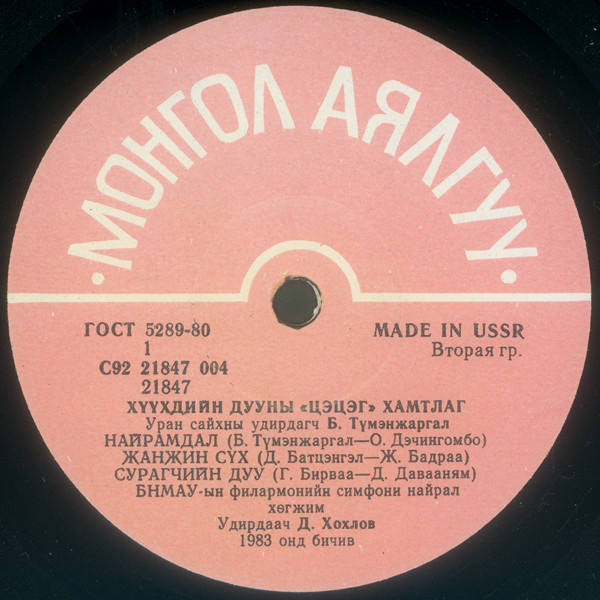 · МОНГОЛ АЯЛГУУ ·
ГОСТ 5289-80
MADE IN USSR
1
Вторая гр.
С92 21847 004
21847
ХҮҮХДИЙН ДУУНЫ «ЦЭЦЭГ» ХАМТЛАГ
Уран сайхны удирдагч Б. Түмэнжаргал
НАЙРАМДАЛ (Б. Түмэнжаргал—О. Дэчингомбо)
ЖАНЖИН СҮХ (Д. Батцэнгэл—Ж. Бадраа)
СУРАГЧИЙН ДУУ (Г. Бирваа—Д. Давааням)
БНМАУ-ын филармонийн симфони найрал
хөгжим
Удирдаач Д. Хохлов
1983 онд бичив